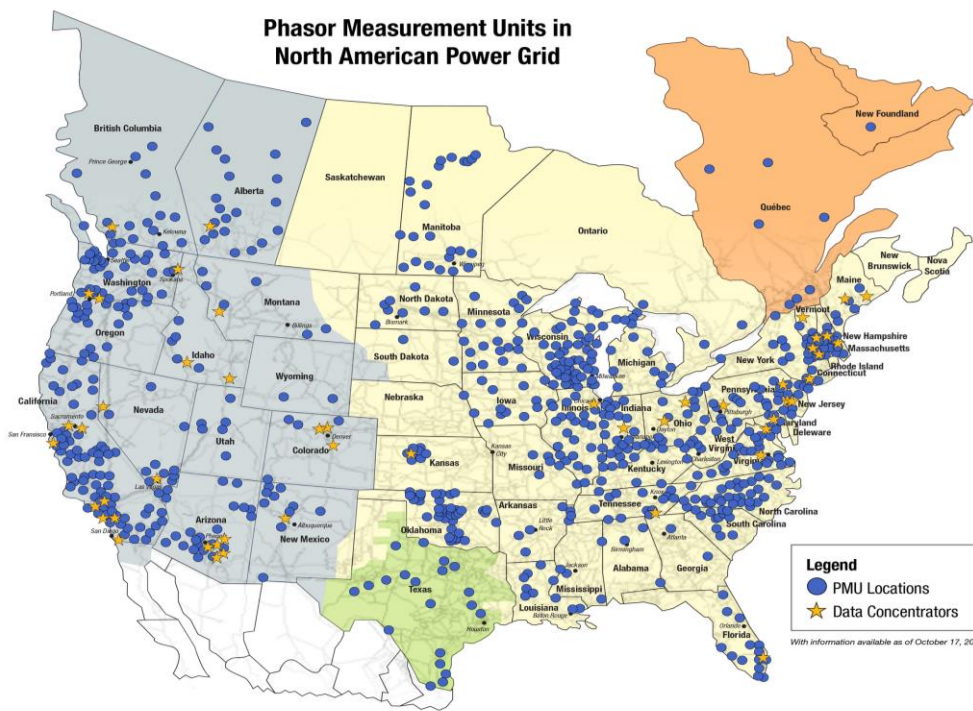 Phasor Measurement Units in
North American Power Grid
British Columbia
Prince George
Alberta
Saskatchewan
Manitoba
Winnipeg
Ontario
Québec
New Foundland
New
Brunswick
Nova
Scotia
Maine
Kelowna
Seattle
Washington
Spokane
Portland
Oregon
Montana
Billings
Idaho
Wyoming
North Dakota
Bismark
South Dakota
Minnesota
Wisconsin
Milwaukee
Michigan
Vermont
New Hampshire
Massachusetts
Rhode Island
Connecticut
New York
Pennsylvania
Pittsburgh
New Jersey
Maryland
Deleware
California
Sacramento
San Francisco
Nevada
Utah
Colorado
Denver
Nebraska
Iowa
Illinois
Chicago
Indiana
Ohio
Dayton
West
Virginia
Charleston
Virginia
Kansas
Kansas
City
Missouri
Kentucky
Lexington
Las Vegas
San Diego
Arizona
New Mexico
Albuquerque
Oklahoma
Arkansas
Little
Rock
Tennessee
North Carolina
South Carolina
Atlanta
Birmingham
Alabama
Georgia
Jackson
Mississippi
Louisiana
Baton Rouge
Texas
Houston
Orlando
Florida
Legend
PMU Locations
Data Concentrators
With information available as of October 17, 20